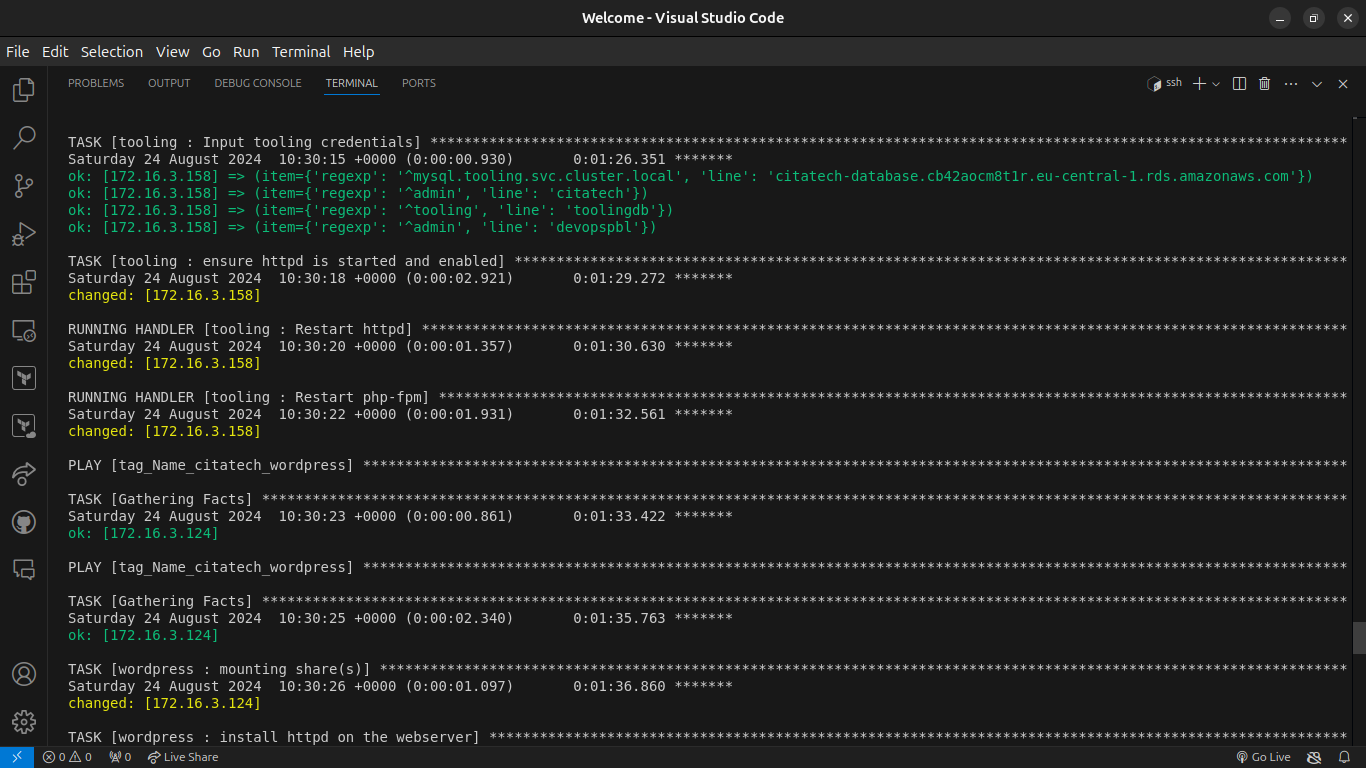 Welcome - Visual Studio Code
File Edit Selection View Go Run Terminal Help
PROBLEMS OUTPUT DEBUG CONSOLE TERMINAL PORTS ssh
TASK [tooling : Input tooling credentials] *************************************************************************************************************
Saturday 24 August 2024  10:30:15 +0000 (0:00:00.930)       0:01:26.351 *******
ok: [172.16.3.158] => (item={'regexp': '^mysql.tooling.svc.cluster.local', 'line': 'citatech-database.cb42aocm8t1r.eu-central-1.rds.amazonaws.com'})
ok: [172.16.3.158] => (item={'regexp': '^admin', 'line': 'citatech'})
ok: [172.16.3.158] => (item={'regexp': '^tooling', 'line': 'toolingdb'})
ok: [172.16.3.158] => (item={'regexp': '^admin', 'line': 'devopspbl'})
TASK [tooling : ensure httpd is started and enabled] ***************************************************************************************************
Saturday 24 August 2024  10:30:18 +0000 (0:00:02.921)       0:01:29.272 *******
changed: [172.16.3.158]
RUNNING HANDLER [tooling : Restart httpd] **************************************************************************************************************
Saturday 24 August 2024  10:30:20 +0000 (0:00:01.357)       0:01:30.630 *******
changed: [172.16.3.158]
RUNNING HANDLER [tooling : Restart php-fpm] ************************************************************************************************************
Saturday 24 August 2024  10:30:22 +0000 (0:00:01.931)       0:01:32.561 *******
changed: [172.16.3.158]
PLAY [tag_Name_citatech_wordpress] *********************************************************************************************************************
TASK [Gathering Facts] *********************************************************************************************************************************
Saturday 24 August 2024  10:30:23 +0000 (0:00:00.861)       0:01:33.422 *******
ok: [172.16.3.124]
PLAY [tag_Name_citatech_wordpress] *********************************************************************************************************************
TASK [Gathering Facts] *********************************************************************************************************************************
Saturday 24 August 2024  10:30:25 +0000 (0:00:02.340)       0:01:35.763 *******
ok: [172.16.3.124]
TASK [wordpress : mounting share(s)] *******************************************************************************************************************
Saturday 24 August 2024  10:30:26 +0000 (0:00:01.097)       0:01:36.860 *******
changed: [172.16.3.124]
TASK [wordpress : install httpd on the webserver] ******************************************************************************************************
0 0 0 Live Share Go Live